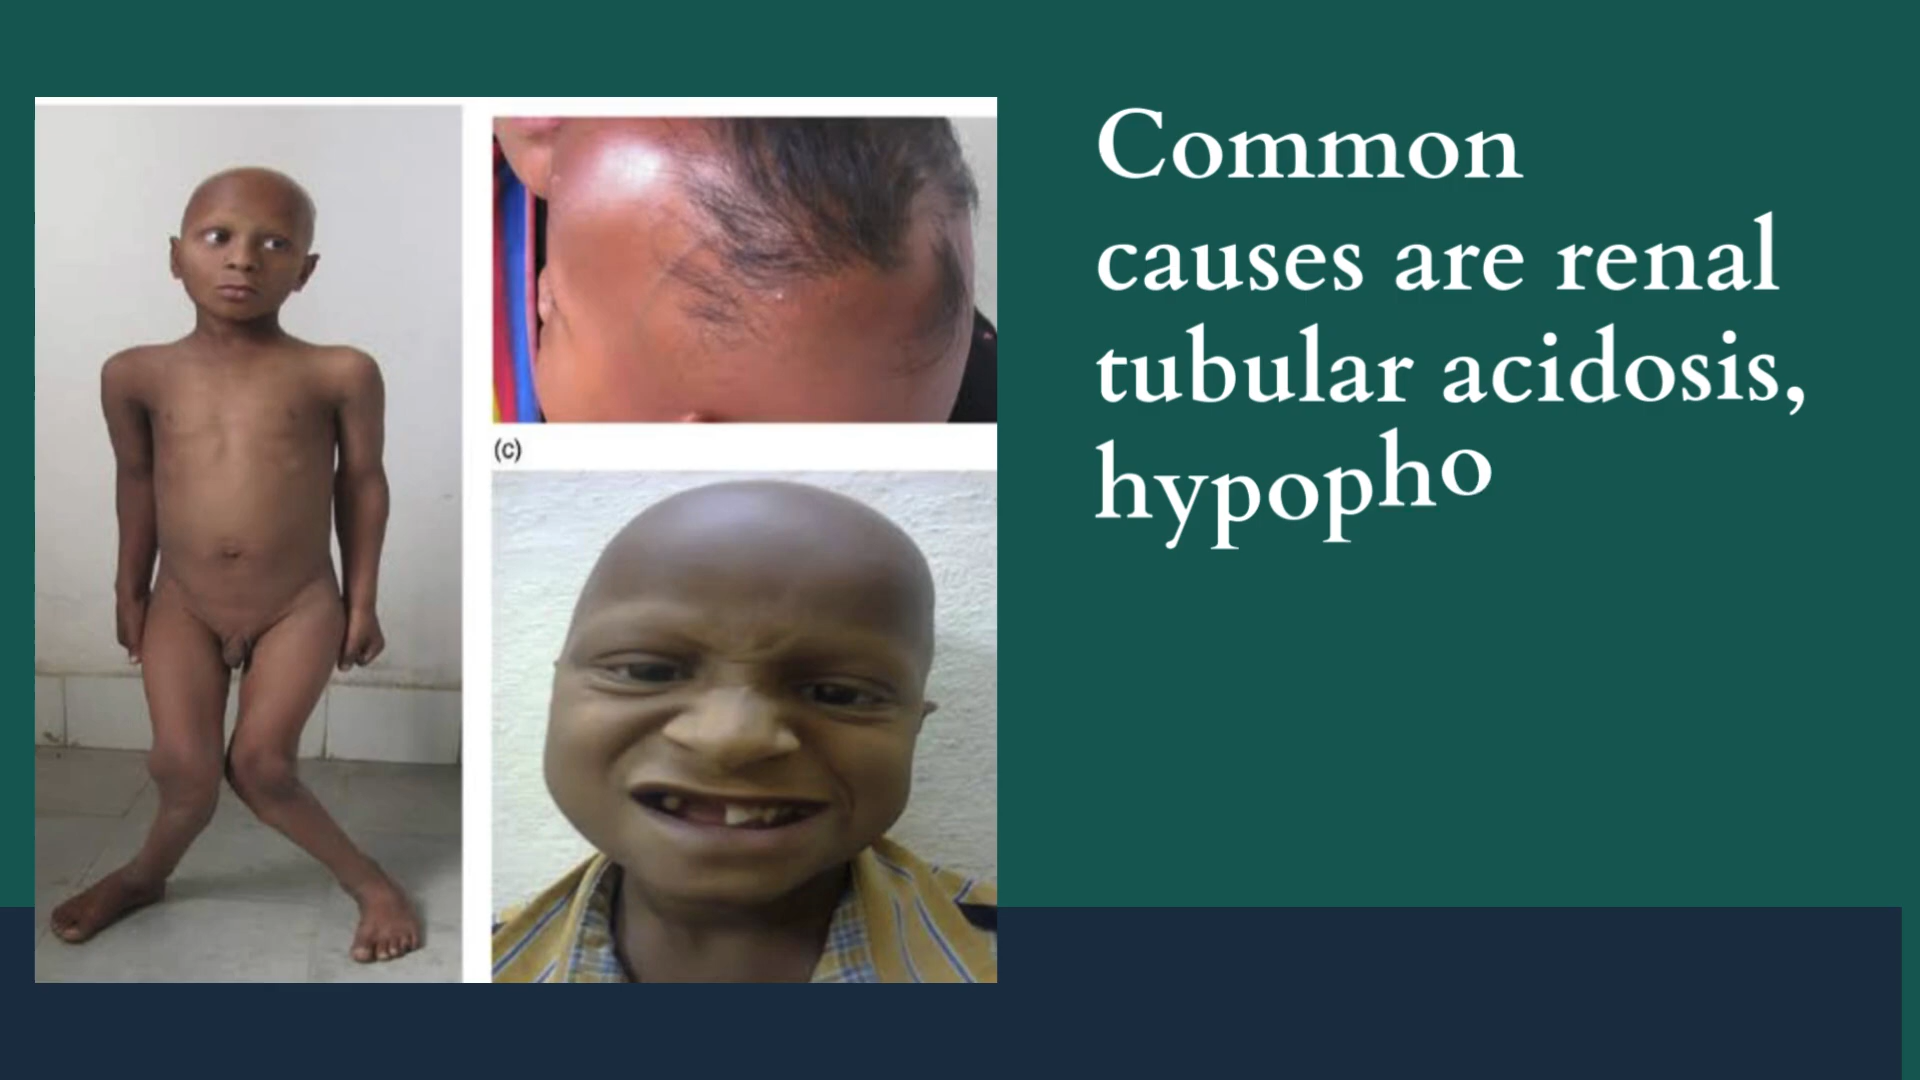 (c)
Common
causes are renal
tubular acidosis,
hypopho